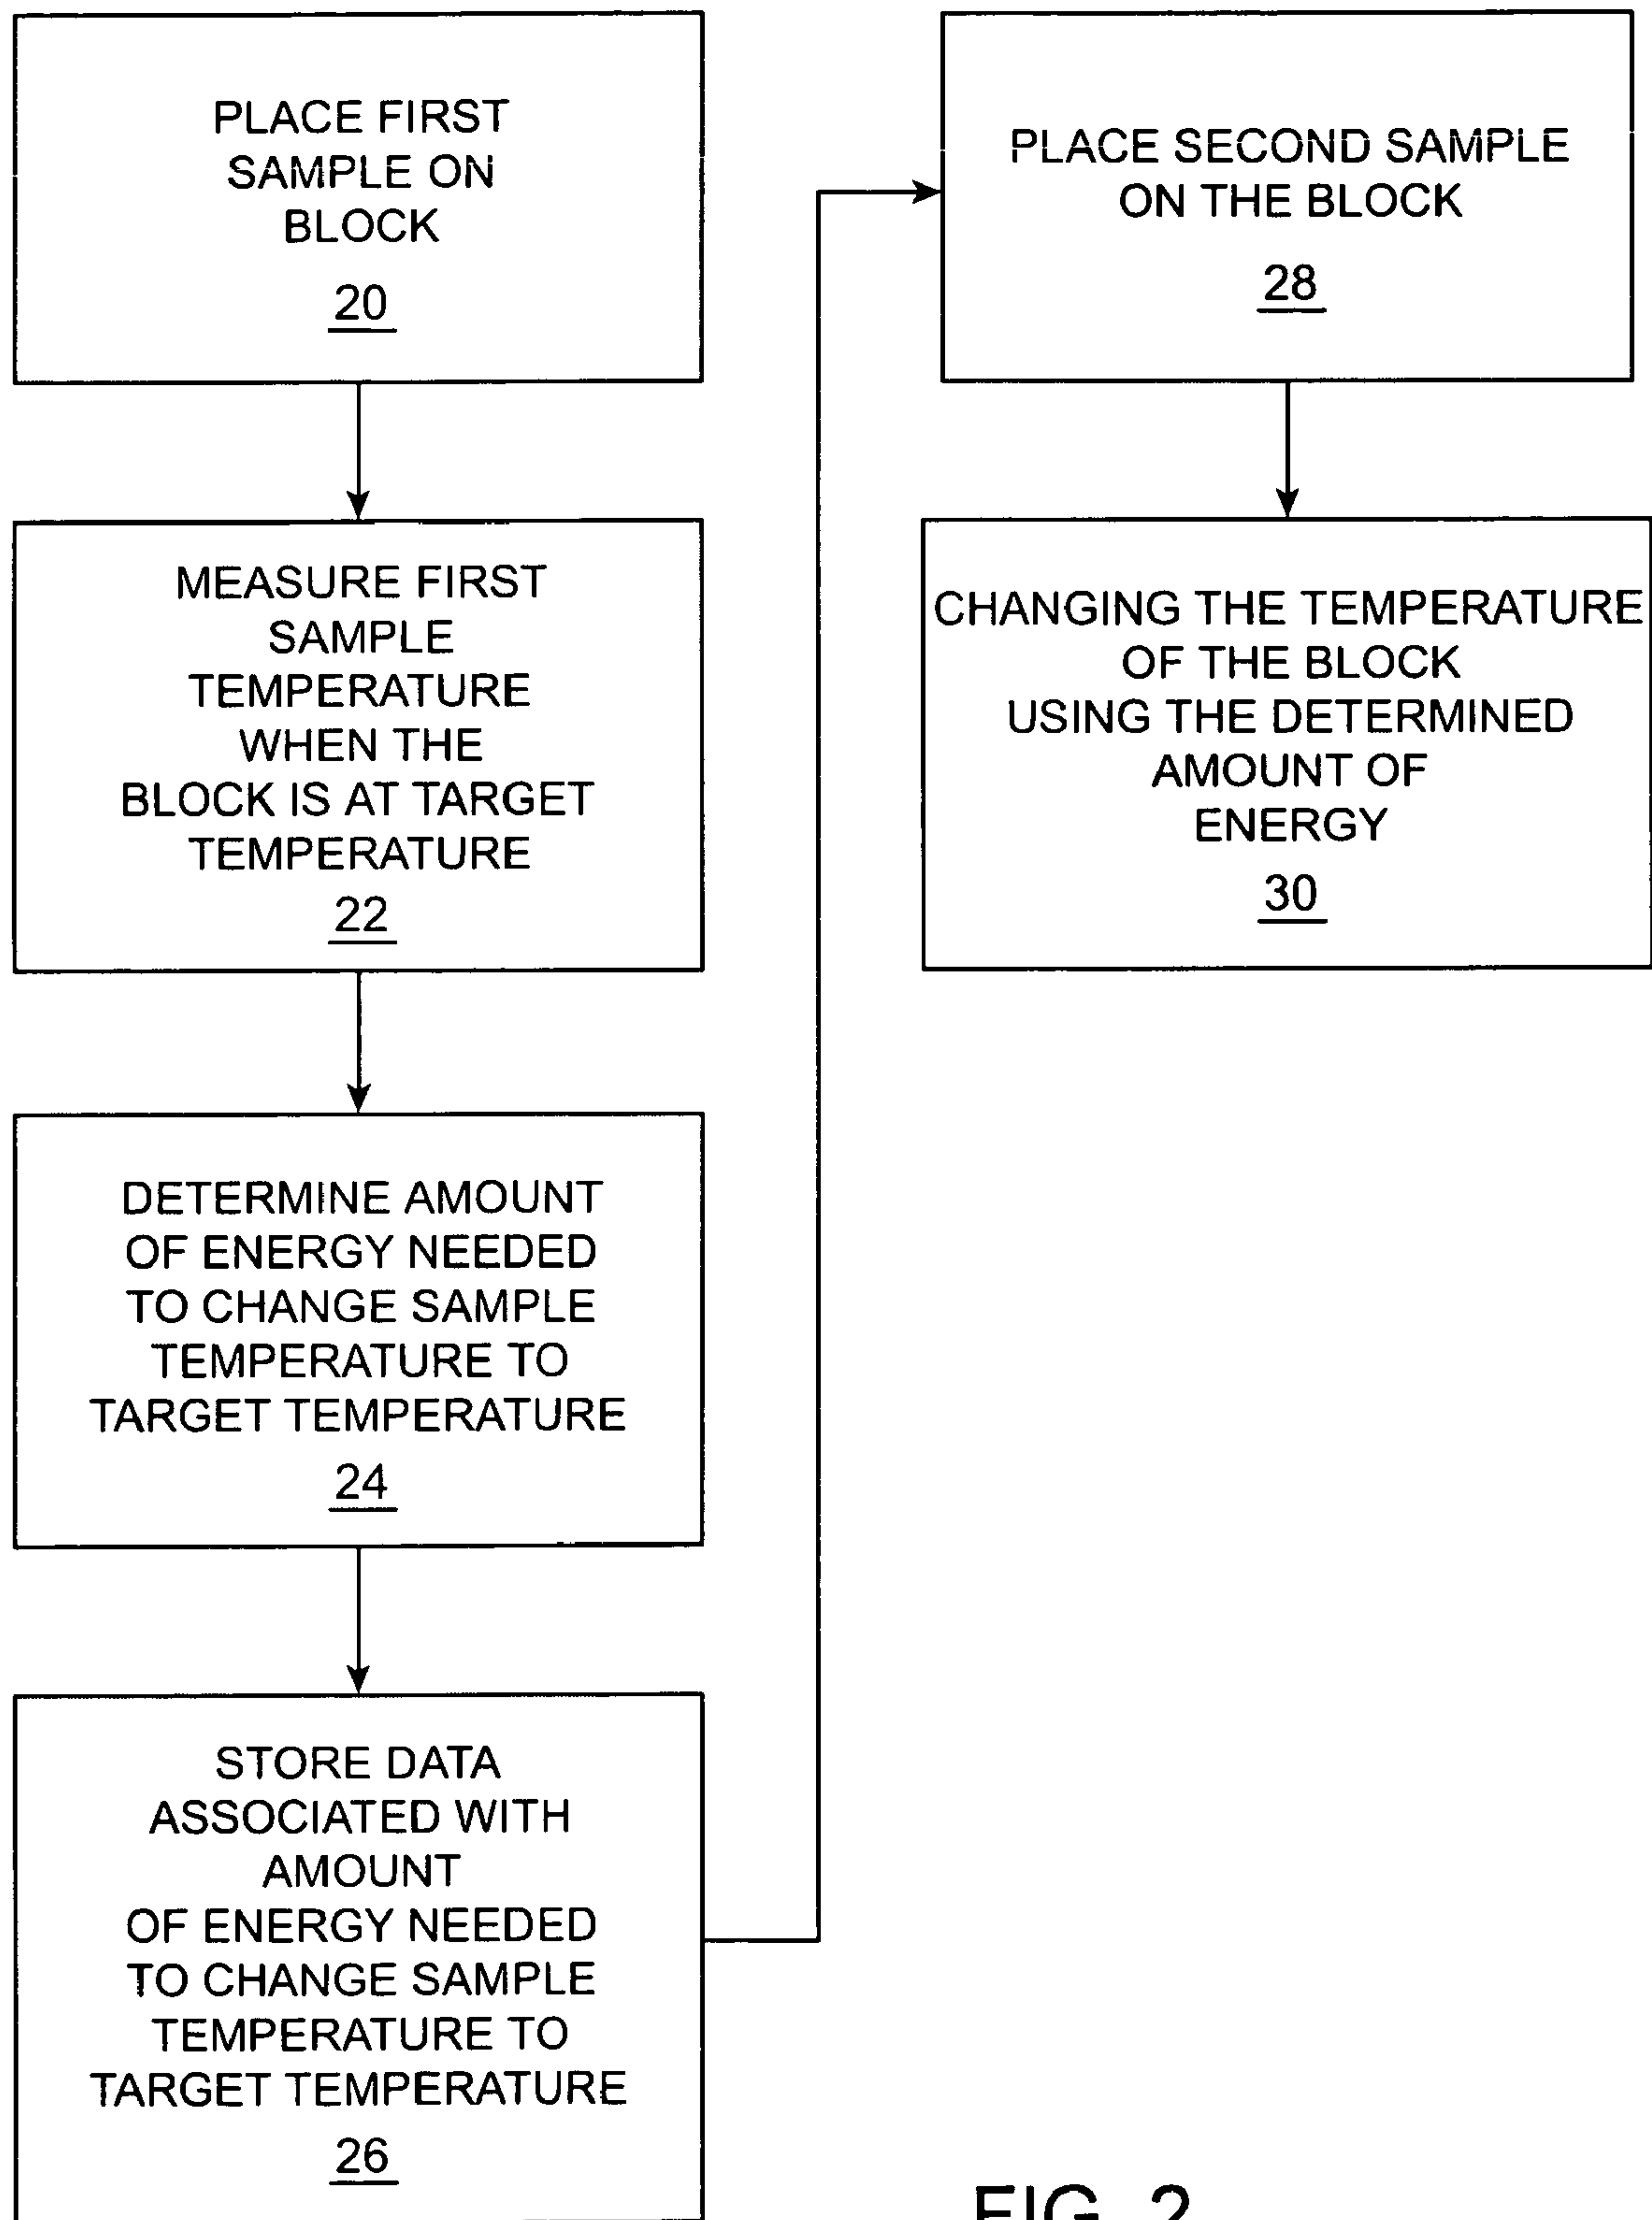 PLACE FIRST
SAMPLE ON
BLOCK
20
MEASURE FIRST
SAMPLE
TEMPERATURE
WHEN THE
BLOCK IS AT TARGET
TEMPERATURE
22
DETERMINE AMOUNT
OF ENERGY NEEDED
TO CHANGE SAMPLE
TEMPERATURE TO
TARGET TEMPERATURE
24
STORE DATA
ASSOCIATED WITH
AMOUNT
OF ENERGY NEEDED
TO CHANGE SAMPLE
TEMPERATURE TO
TARGET TEMPERATURE
26
PLACE SECOND SAMPLE
ON THE BLOCK
28
CHANGING THE TEMPERATURE
OF THE BLOCK
USING THE DETERMINED
AMOUNT OF
ENERGY
30
FIG. 2